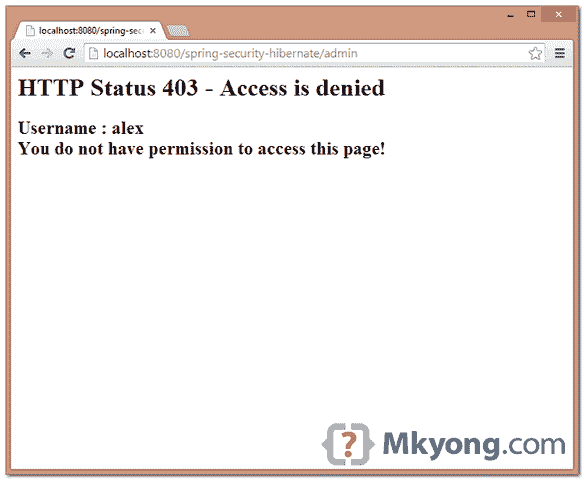 localhost:8080/spring-sec
localhost:8080/spring-security-hibernate/admin
HTTP Status 403 - Access is denied
Username : alex
You do not have permission to access this page!
{?} Mkyong.com